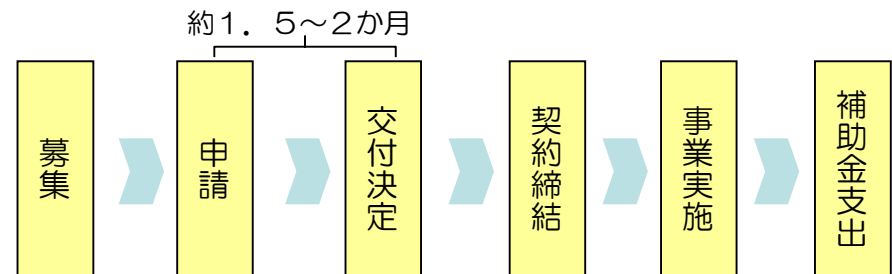 約１．５～２か月
募集
申請
交付決定
契約締結
事業実施
補助金支出